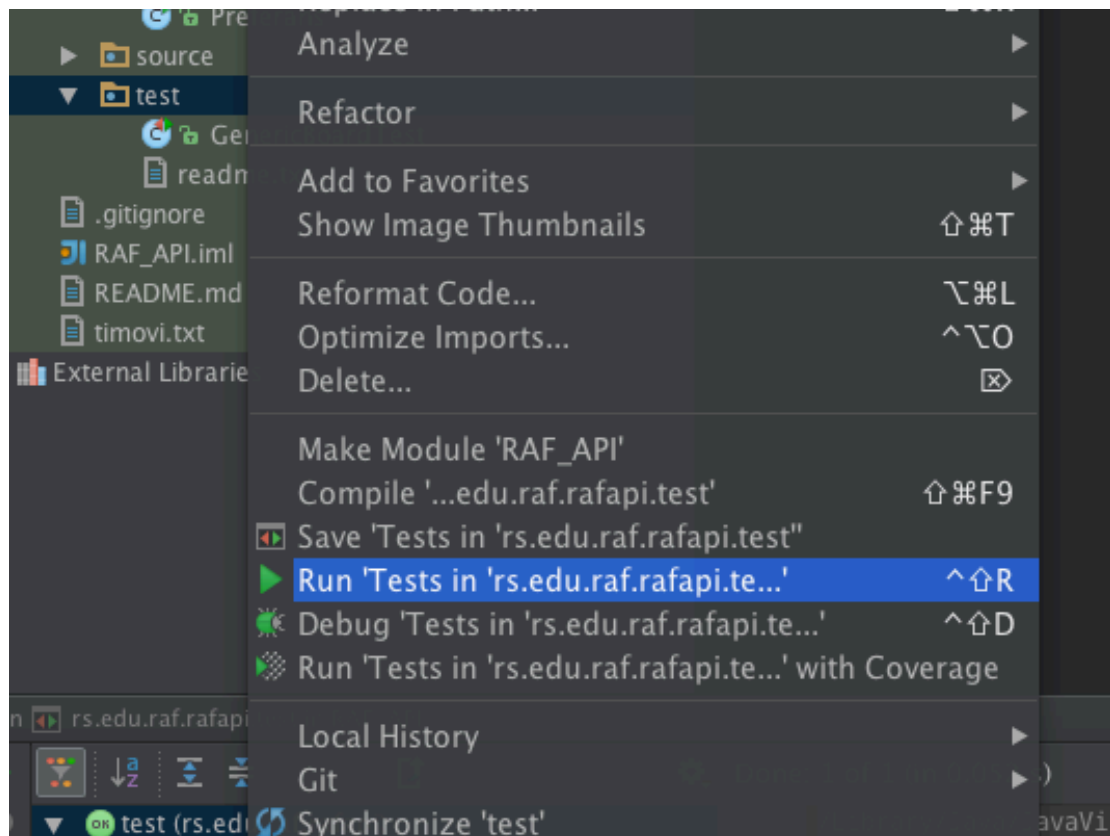 Analyze
source
test
Refactor
Add to Favorites
Show Image Thumbnails ⇧⌘T
.gitignore
RAF_API.iml
README.md
timovi.txt
External Librarie
Reformat Code... ⌥⌘L
Optimize Imports... ^⌥O
Delete... ⌦
Make Module 'RAF_API'
Compile '...edu.raf.rafapi.test' ⇧⌘F9
Save 'Tests in 'rs.edu.raf.rafapi.test''
Run 'Tests in 'rs.edu.raf.rafapi.te...' ^⇧R
Debug 'Tests in 'rs.edu.raf.rafapi.te...' ^⇧D
Run 'Tests in 'rs.edu.raf.rafapi.te...' with Coverage
n rs.edu.raf.rafapi
Local History
Git
test (rs.edu
Synchronize 'test'